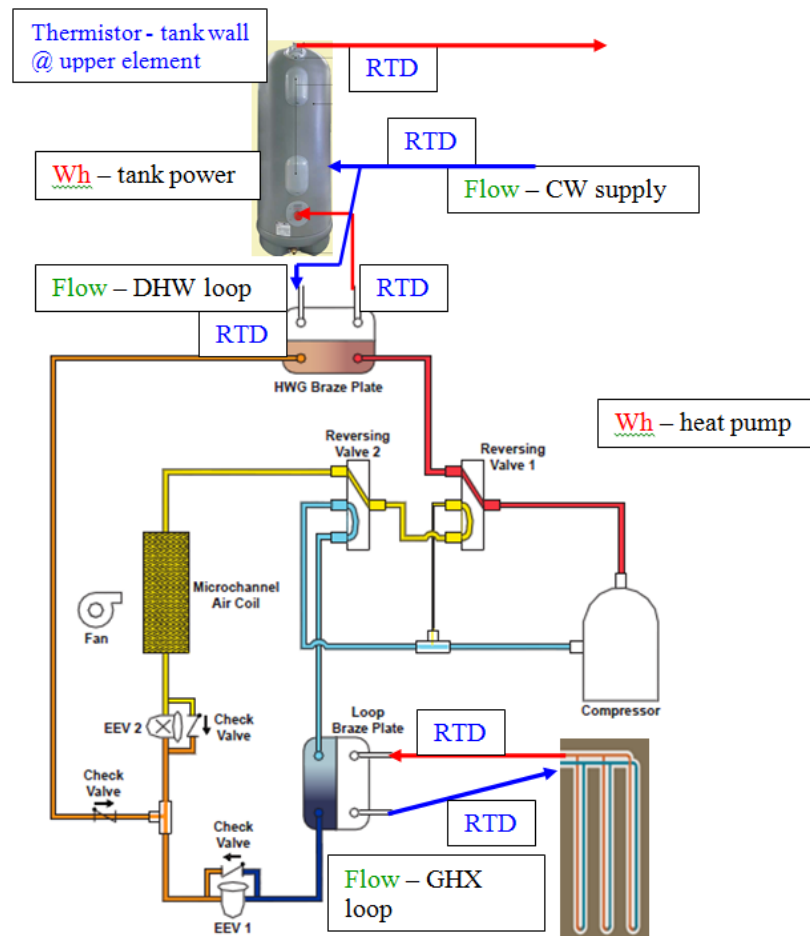 Thermistor - tank wall
@ upper element
RTD
RTD
Wh – tank power
Flow – CW supply
Flow – DHW loop
RTD
RTD
HWG Braze Plate
Wh – heat pump
Reversing
Valve 2
Reversing
Valve 1
Microchannel
Air Coil
Fan
Compressor
EEV 2
Check
Valve
Loop
Braze Plate
RTD
Check
Valve
Check
Valve
RTD
Flow – GHX
loop
EEV 1